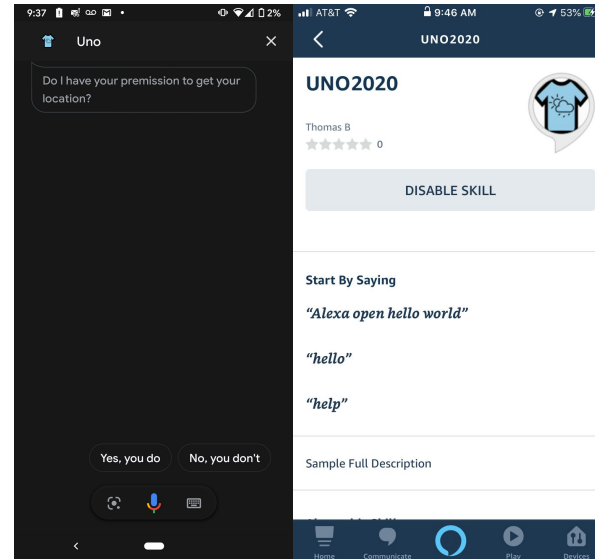 9:37
2%
Uno
Do I have your premission to get your
location?
Yes, you do
No, you don't
AT&T
9:46 AM
53%
UNO2020
UNO2020
Thomas B
0
DISABLE SKILL
Start By Saying
“Alexa open hello world”
“hello”
“help”
Sample Full Description
Home
Communicate
Play
Devices